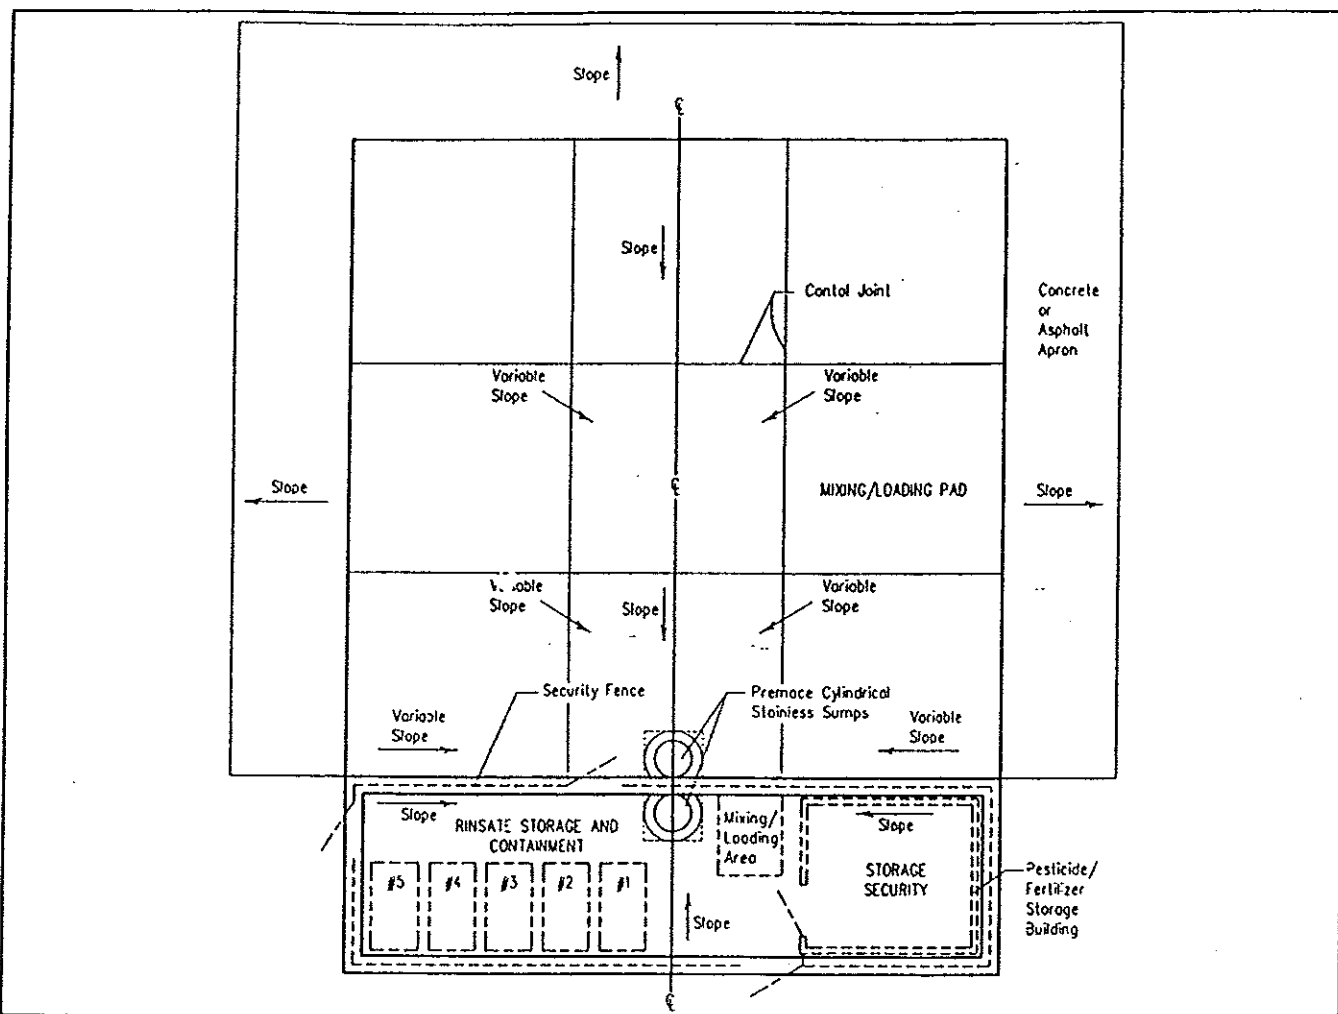 Slope
℄
Slope
Contol Joint
Concrete
or
Asphalt
Apron
Variable
Slope
Variable
Slope
Slope
℄
MIXING/LOADING PAD
Slope
Variable
Slope
Slope
Variable
Slope
Security Fence
Premace Cylindrical
Stainless Sumps
Variable
Slope
Variable
Slope
Slope
RINSATE STORAGE AND
CONTAINMENT
Mixing/
Loading
Area
Slope
STORAGE
SECURITY
Pesticide/
Fertilizer
Storage
Building
#5 #4 #3 #2 #1
Slope
℄